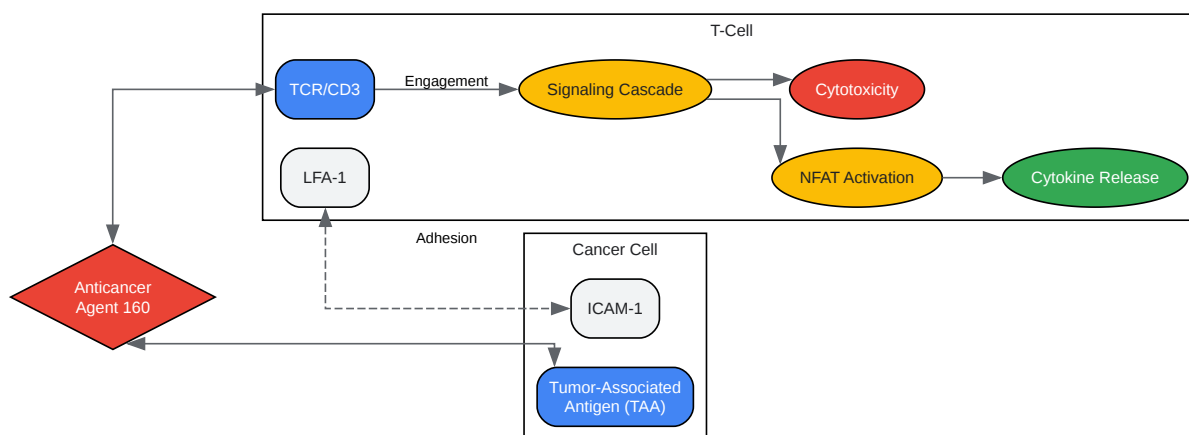 T-Cell
TCR/CD3
Engagement
Signaling Cascade
Cytotoxicity
LFA-1
NFAT Activation
Cytokine Release
Adhesion
Cancer Cell
Anticancer
Agent 160
ICAM-1
Tumor-Associated
Antigen (TAA)